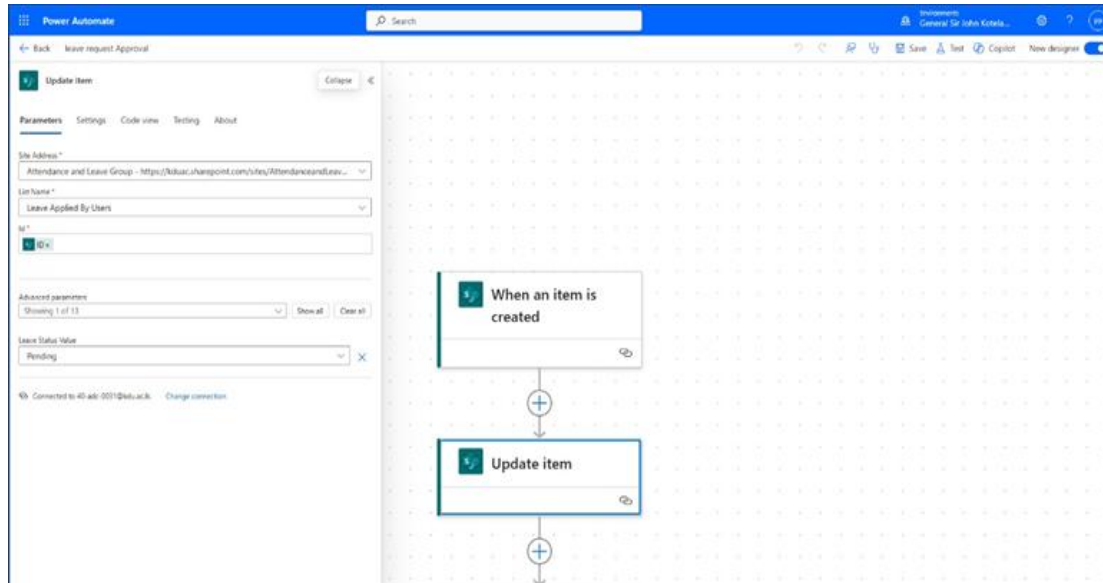 Power Automate
Search
Environments
General Sir John Kotela...
Back
leave request Approval
Save
Test
Copilot
New designer
Update item
Collapse
Parameters
Settings
Code view
Testing
About
Site Address *
Attendance and Leave Group - https://kduac.sharepoint.com/sites/AttendanceandLeav...
List Name *
Leave Applied By Users
Id *
ID ×
Advanced parameters
Showing 1 of 13
Show all
Clear all
Leave Status Value
Pending
Connected to
Change connection
When an item is
created
Update item